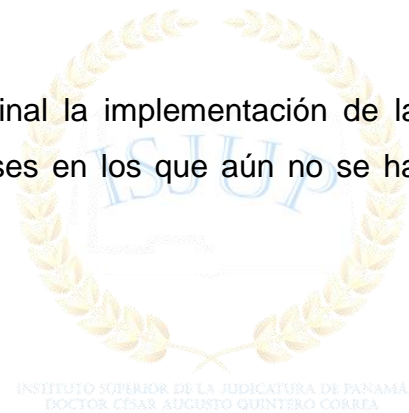 inal la implementación de la
ses en los que aún no se ha
ISJUP
INSTITUTO SUPERIOR DE LA JUDICATURA DE PANAMÁ
DOCTOR CÉSAR AUGUSTO QUINTERO CORREA